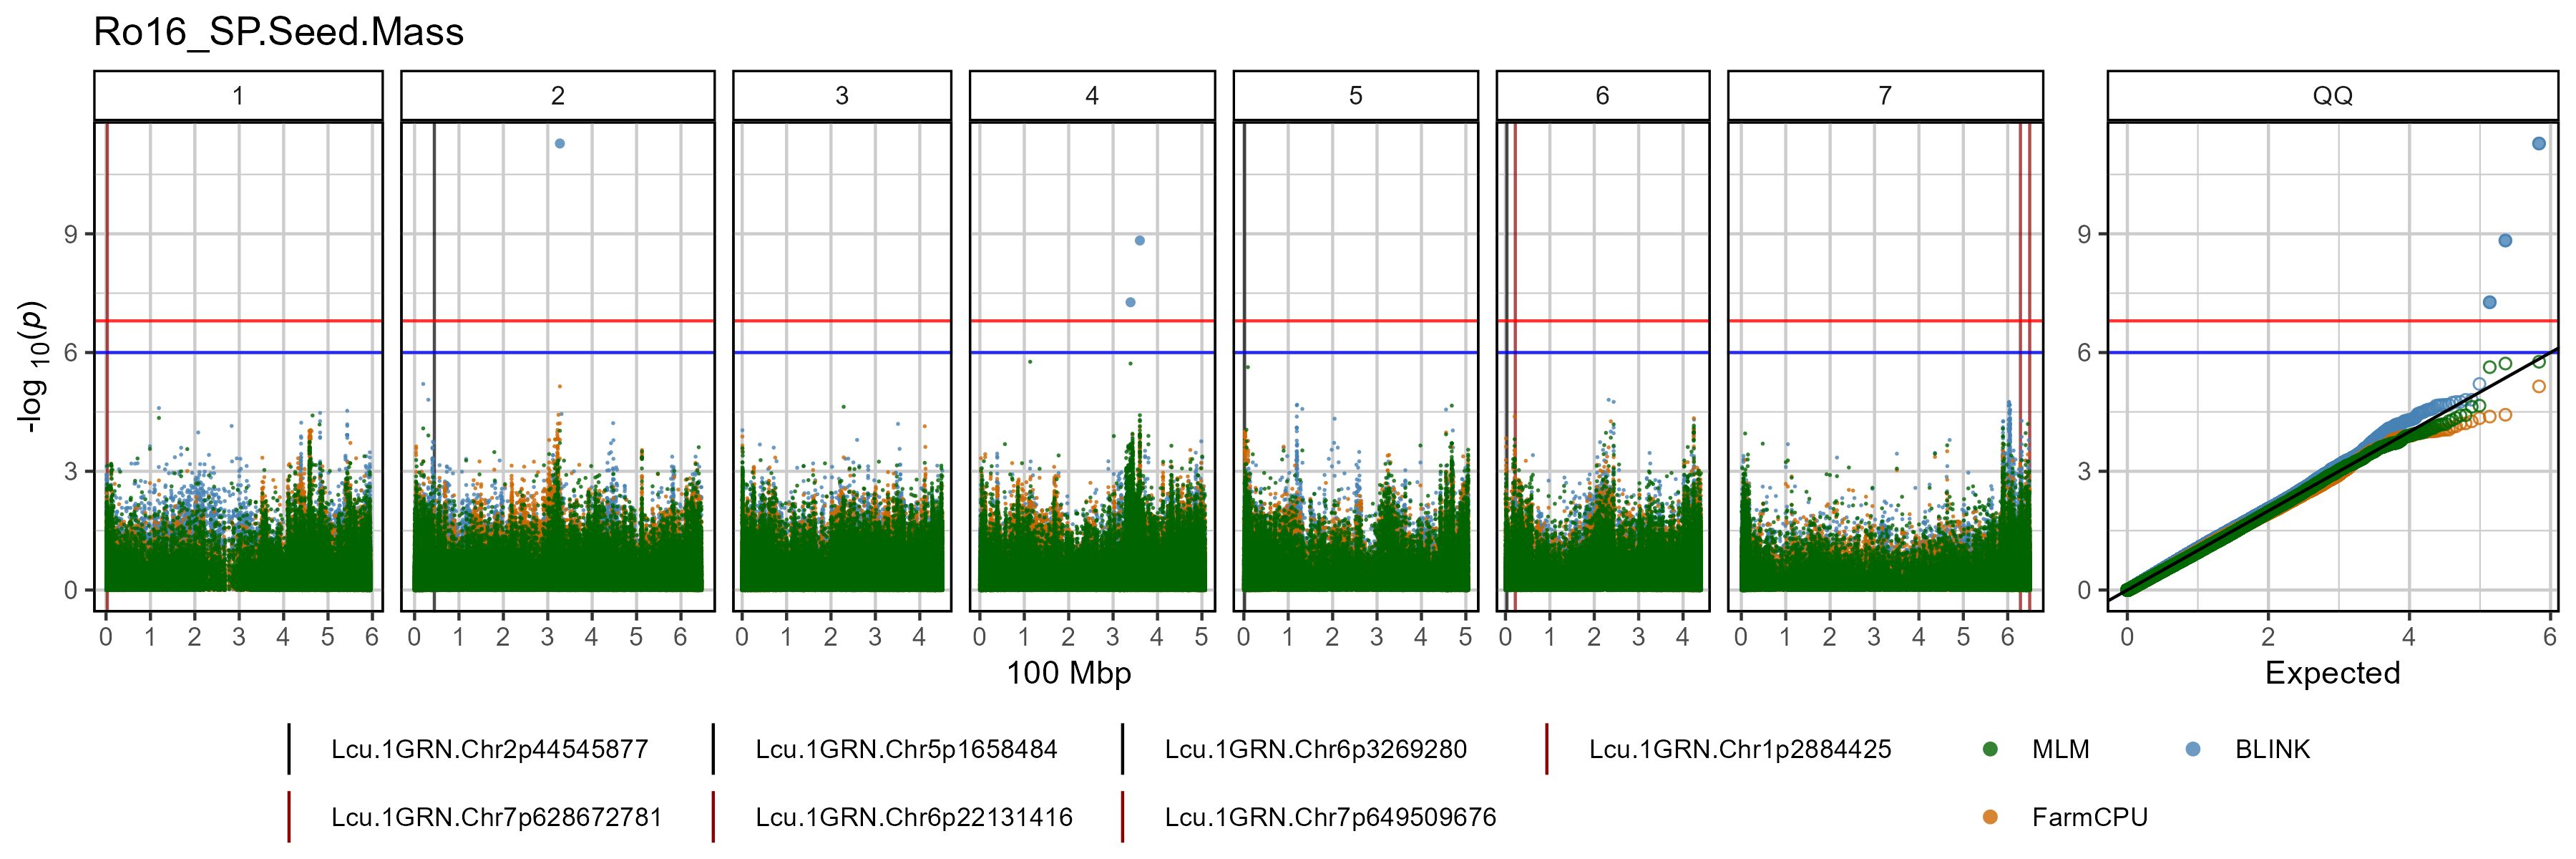 Ro16_SP.Seed.Mass
1 2 3 4 5 6 7 QQ
-log 10(p)
9
6
3
0
9
6
3
0
0 1 2 3 4 5 6 0 1 2 3 4 5 6 0 1 2 3 4 0 1 2 3 4 5 0 1 2 3 4 5 0 1 2 3 4 0 1 2 3 4 5 6 0 2 4 6
100 Mbp Expected
Lcu.1GRN.Chr2p44545877 Lcu.1GRN.Chr5p1658484 Lcu.1GRN.Chr6p3269280 Lcu.1GRN.Chr1p2884425 MLM BLINK
Lcu.1GRN.Chr7p628672781 Lcu.1GRN.Chr6p22131416 Lcu.1GRN.Chr7p649509676 FarmCPU